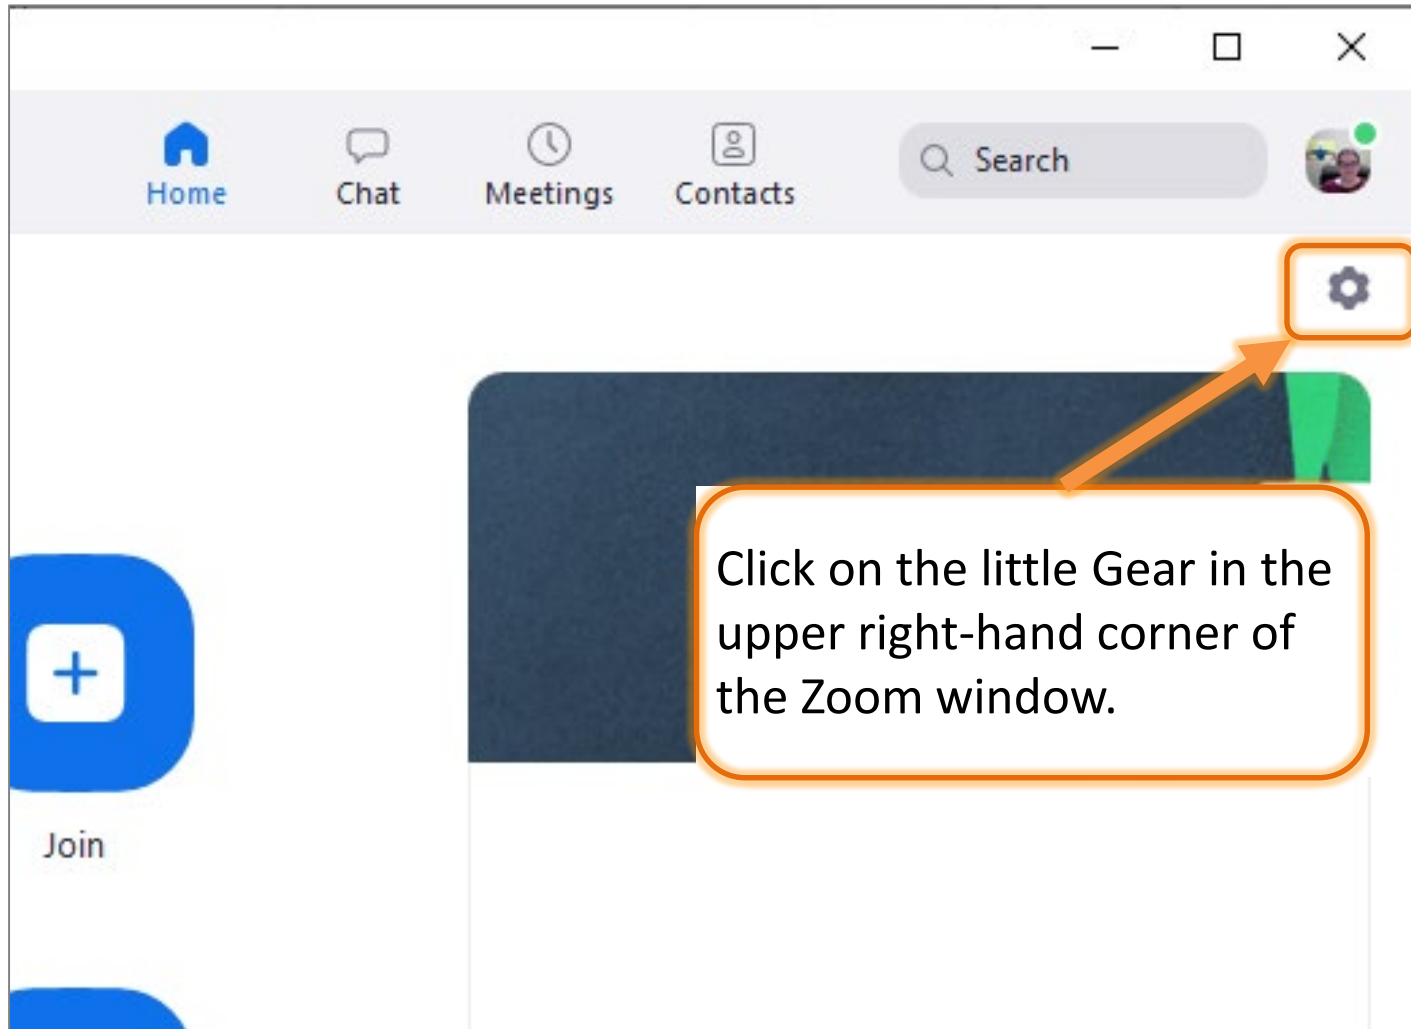 Home
Chat
Meetings
Contacts
Search
Click on the little Gear in the
upper right-hand corner of
the Zoom window.
Join